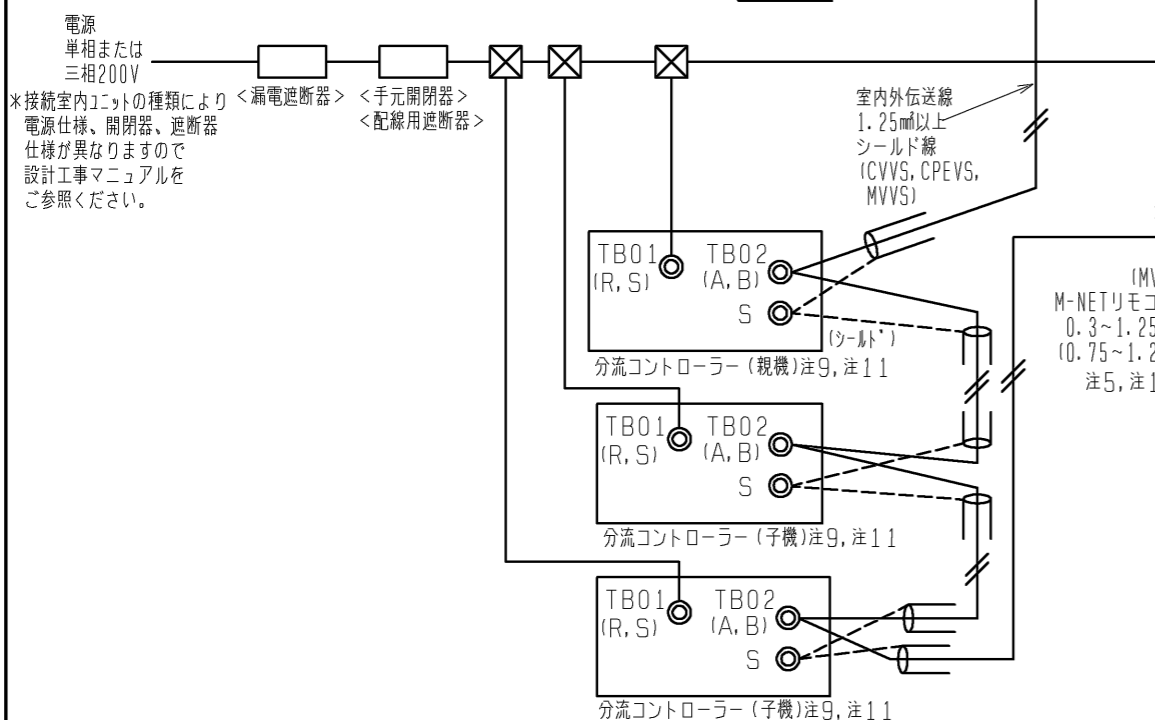 電源
単相または
三相200V
*接続室内ユニットの種類により
電源仕様、開閉器、遮断器
仕様が異なりますので
設計工事マニュアルを
ご参照ください。
<漏電遮断器>
<手元開閉器>
<配線用遮断器>
室内外伝送線
1.25㎟以上
シールド線
(CVVS, CPEVS,
MVVS)
TB01
(R, S)
TB02
(A, B)
S
(シールド)
分流コントローラー(親機)注9, 注11
(MV
M-NETリモコ
0.3~1.25
(0.75~1.2
注5, 注1
TB01
(R, S)
TB02
(A, B)
S
分流コントローラー(子機)注9, 注11
TB01
(R, S)
TB02
(A, B)
S
分流コントローラー(子機)注9, 注11